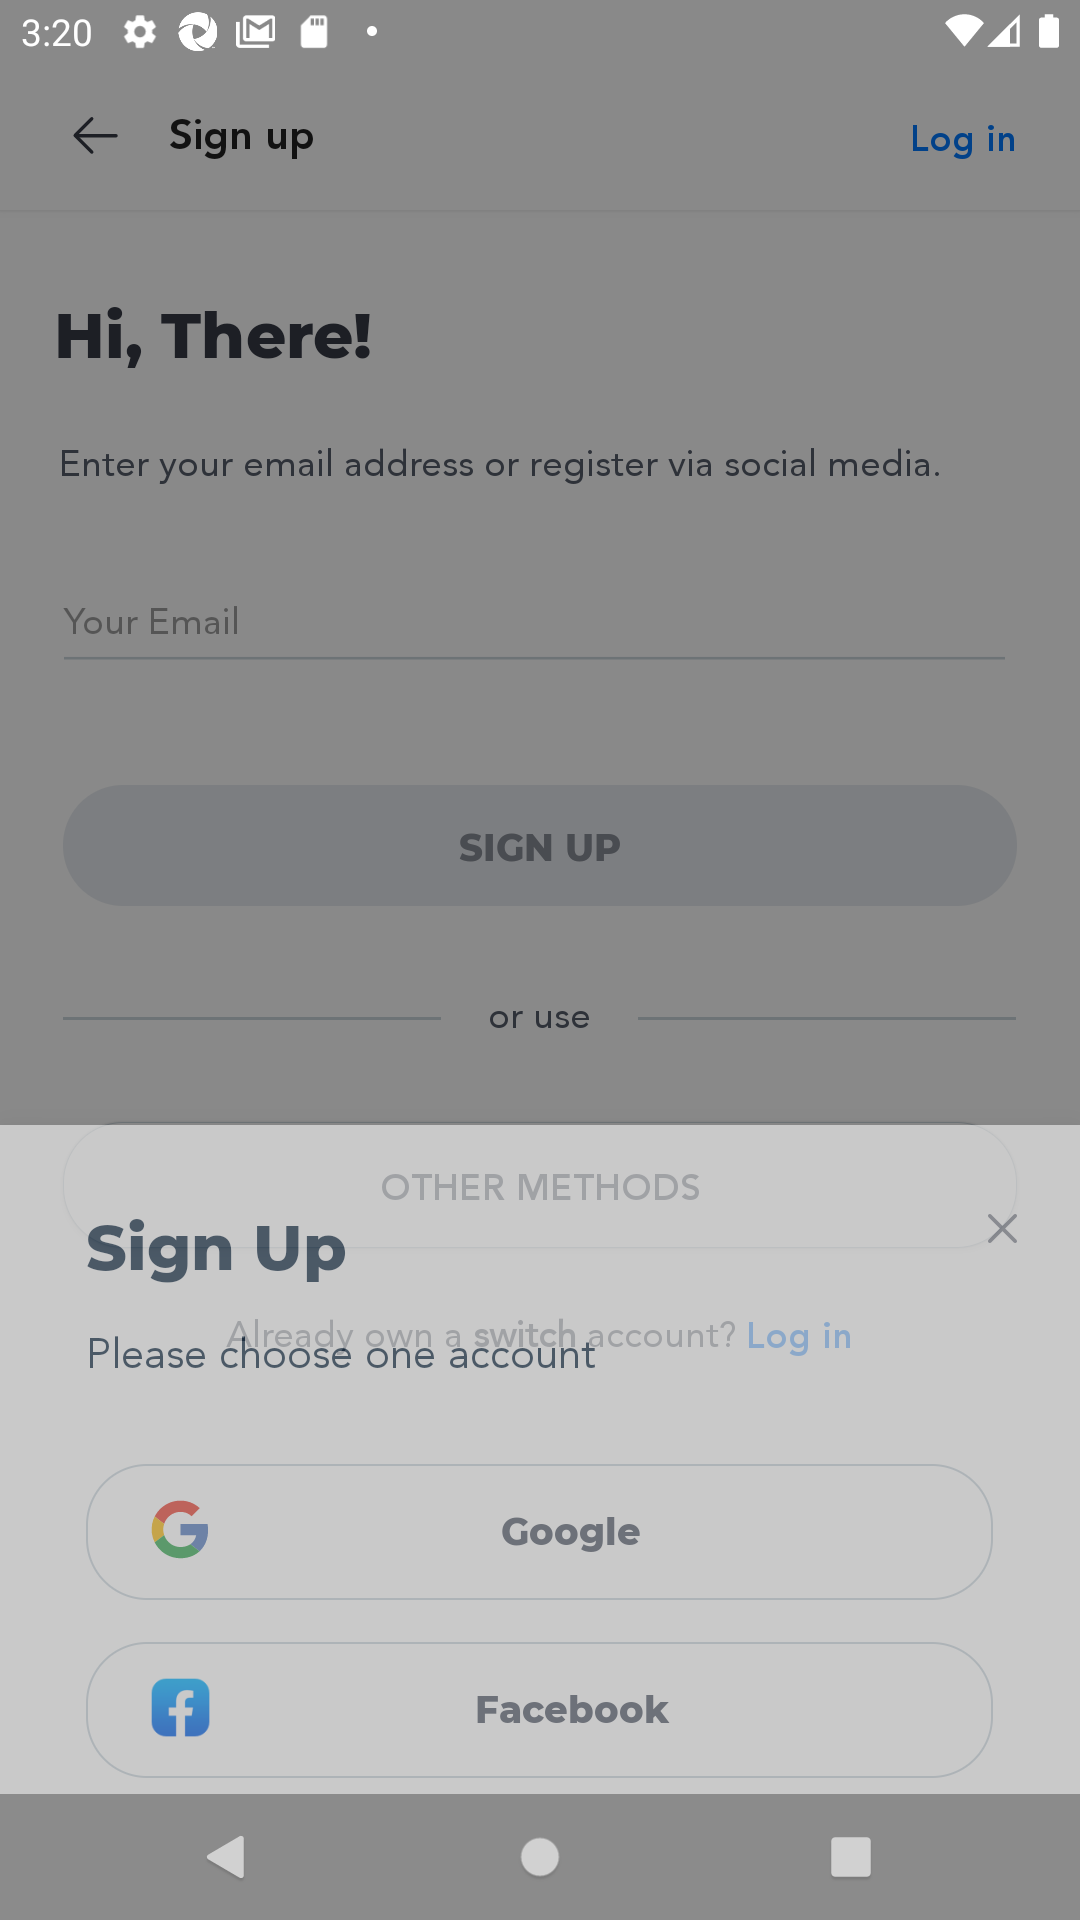 3:20
Sign up
Log in
Hi, There!
Enter your email address or register via social media.
Your Email
SIGN UP
or use
OTHER METHODS
Sign Up
Already own a switch account? Log in
Please choose one account
Google
Facebook